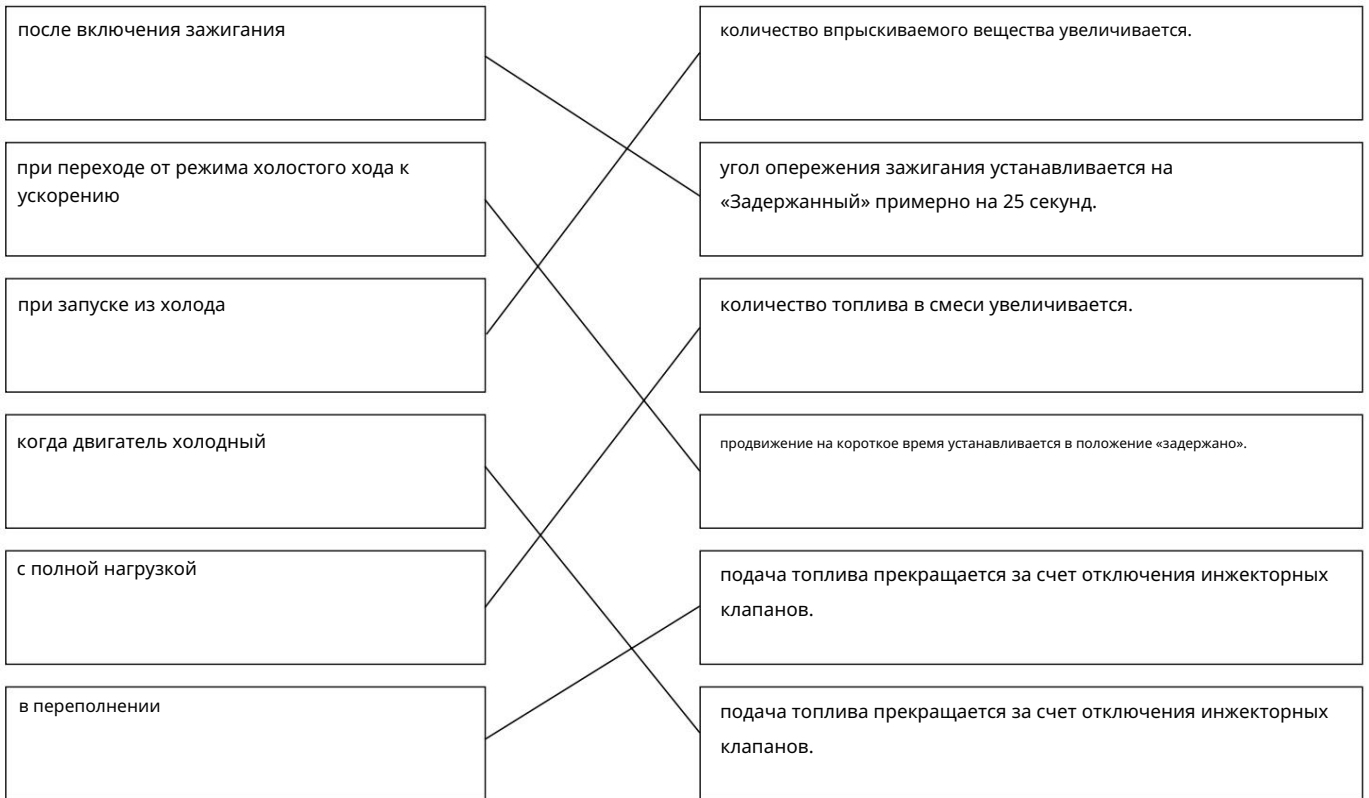 после включения зажигания
количество впрыскиваемого вещества увеличивается.
при переходе от режима холостого хода к
ускорению
угол опережения зажигания устанавливается на
«Задержанный» примерно на 25 секунд.
при запуске из холода
количество топлива в смеси увеличивается.
когда двигатель холодный
продвижение на короткое время устанавливается в положение «задержано».
с полной нагрузкой
подача топлива прекращается за счет отключения инжекторных
клапанов.
в переполнении
подача топлива прекращается за счет отключения инжекторных
клапанов.